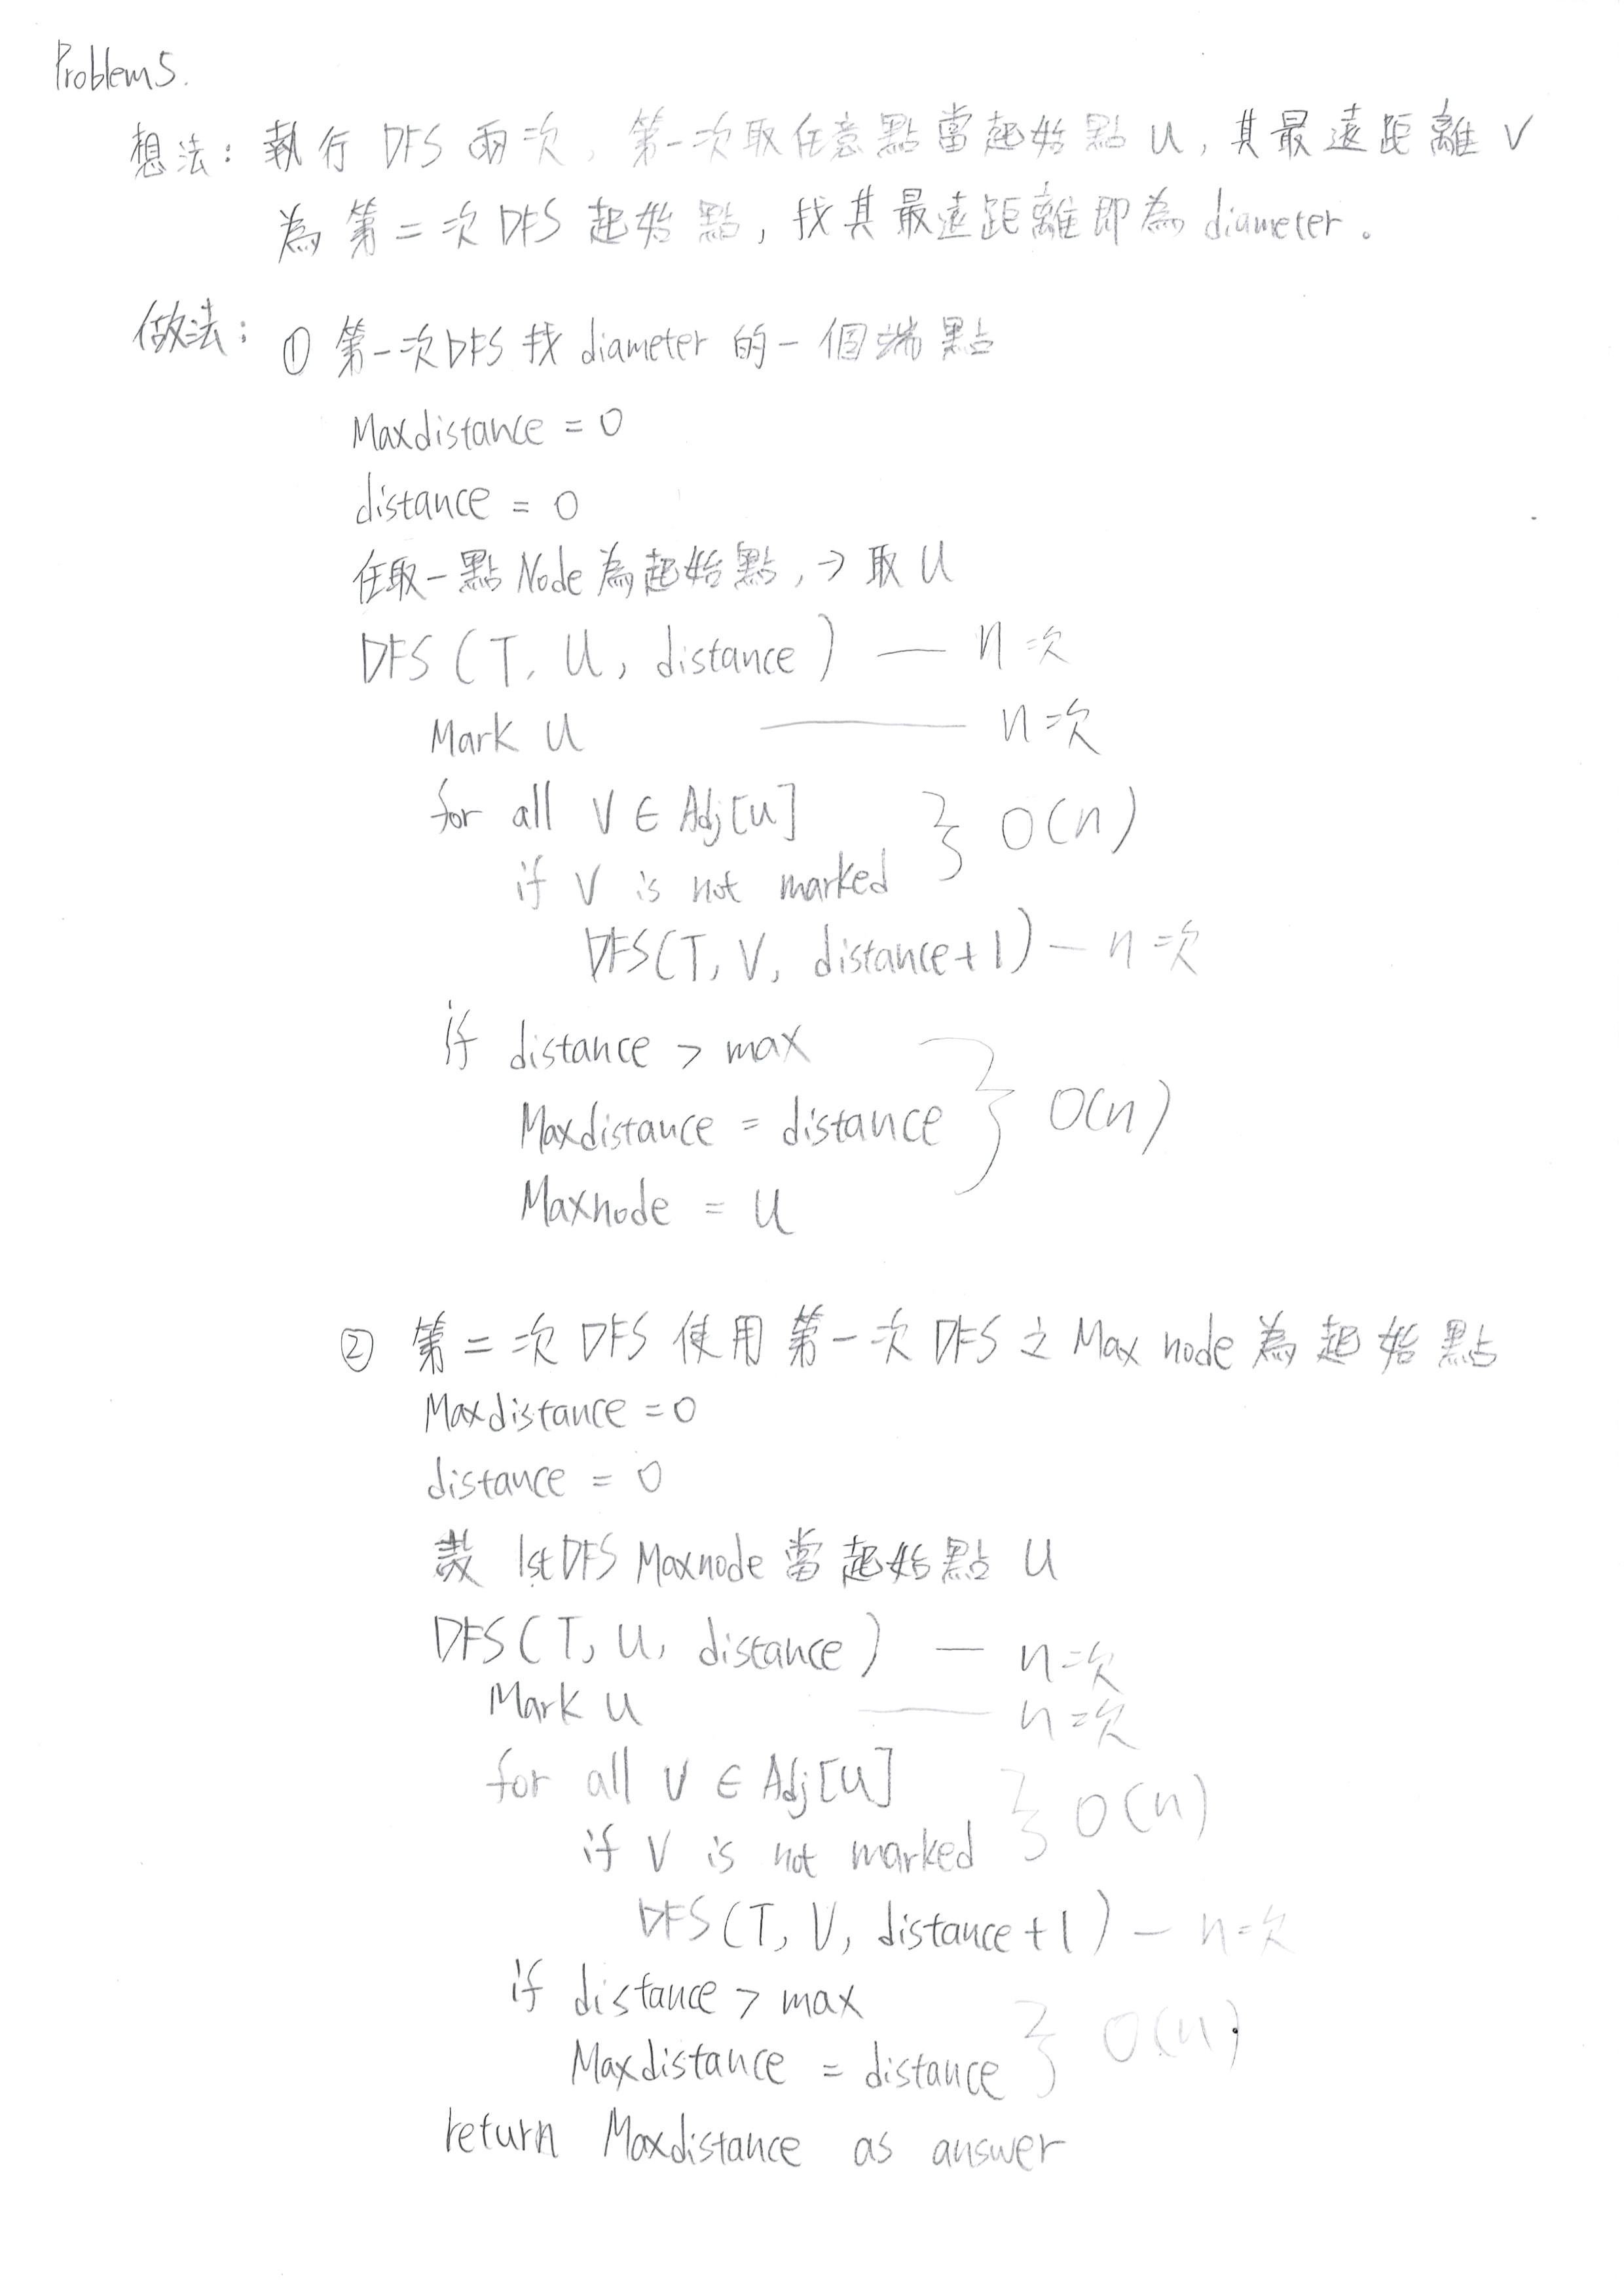 Problem 5.
想法: 執行 DFS 兩次, 第一次取任意點當起始點 u, 其最遠距離 v
為第二次 DFS 起始點, 找其最遠距離即為 diameter。
做法: ① 第一次 DFS 找 diameter 的一個端點
Maxdistance = 0
distance = 0
任取一點 Node 為起始點, → 取 u
DFS (T, u, distance) — n 次
Mark u — n 次
for all v ∈ Adj[u] } O(n)
if v is not marked
DFS(T, v, distance+1) — n 次
if distance > max
Maxdistance = distance } O(n)
Maxnode = u
② 第二次 DFS 使用第一次 DFS 之 Max node 為起始點
Maxdistance = 0
distance = 0
1st DFS Maxnode 當起始點 u
DFS (T, u, distance) — n 次
Mark u — n 次
for all v ∈ Adj[u] } O(n)
if v is not marked
DFS (T, v, distance+1) — n 次
if distance > max
Maxdistance = distance } O(n)
return Maxdistance as answer